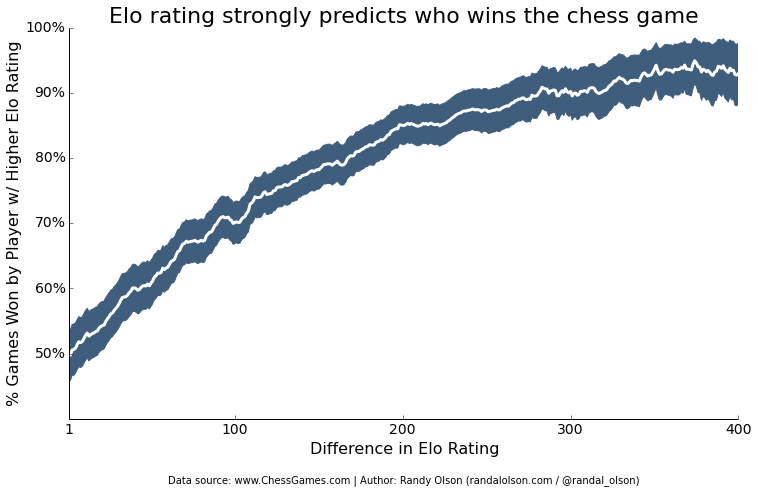 Elo rating strongly predicts who wins the chess game
% Games Won by Player w/ Higher Elo Rating
100%
90%
80%
70%
60%
50%
1 100 200 300 400
Difference in Elo Rating
Data source: www.ChessGames.com | Author: Randy Olson (randalolson.com / @randal_olson)